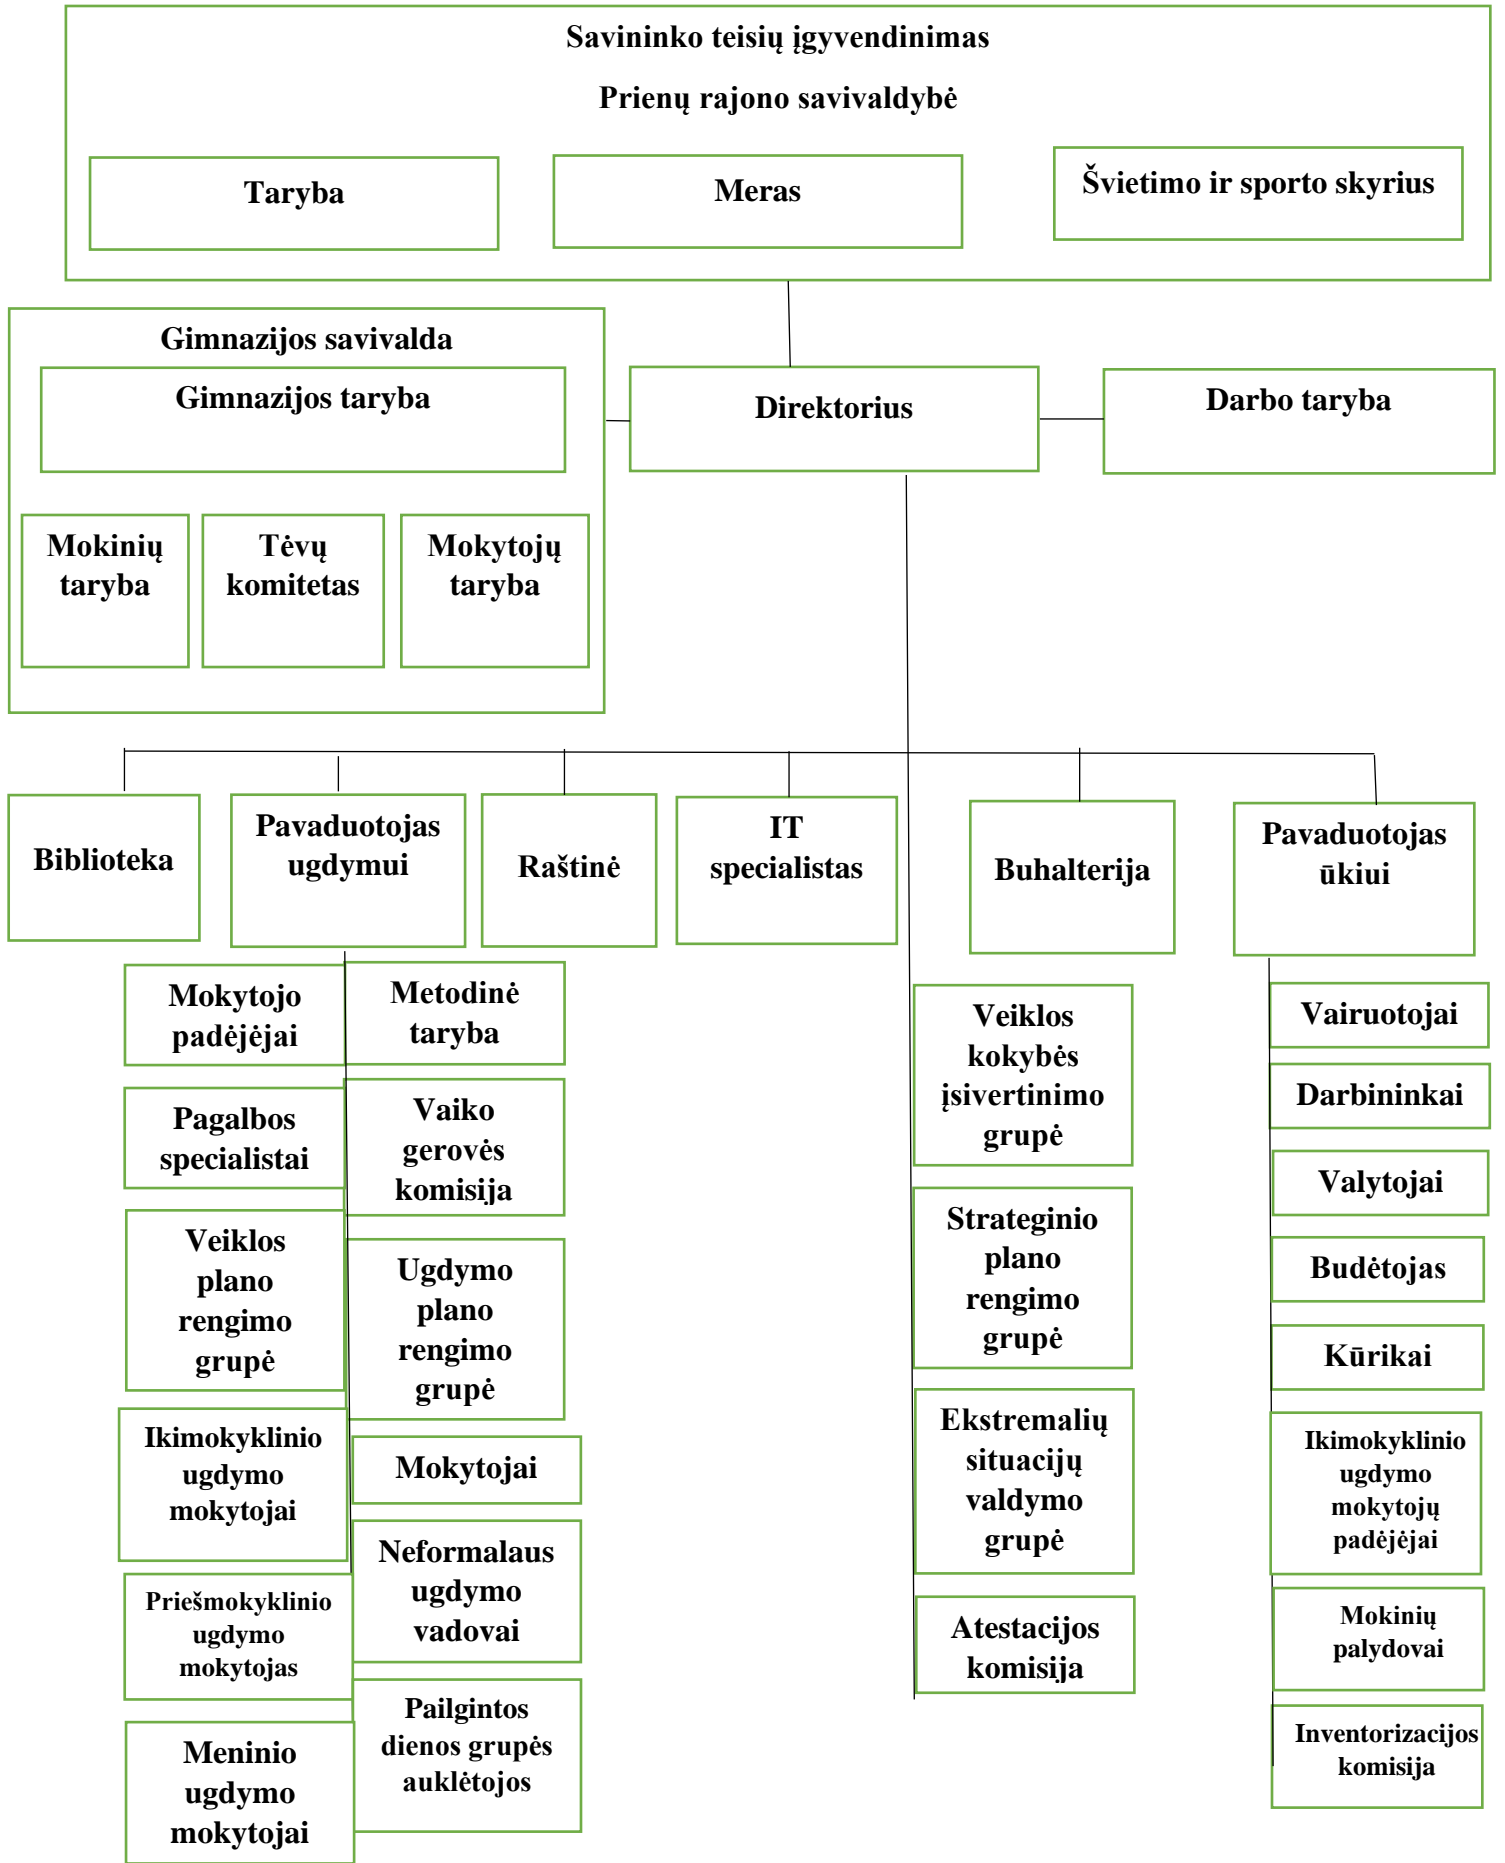 Savininko teisių įgyvendinimas
Prienų rajono savivaldybė
Taryba
Meras
Švietimo ir sporto skyrius
Gimnazijos savivalda
Gimnazijos taryba
Direktorius
Darbo taryba
Mokinių
taryba
Tėvų
komitetas
Mokytojų
taryba
Biblioteka
Pavaduotojas
ugdymui
Raštinė
IT
specialistas
Buhalterija
Pavaduotojas
ūkiui
Mokytojo
padėjėjai
Metodinė
taryba
Pagalbos
specialistai
Vaiko
gerovės
komisija
Veiklos
plano
rengimo
grupė
Ugdymo
plano
rengimo
grupė
Ikimokyklinio
ugdymo
mokytojai
Mokytojai
Neformalaus
ugdymo
vadovai
Priešmokyklinio
ugdymo
mokytojas
Pailgintos
dienos grupės
auklėtojos
Meninio
ugdymo
mokytojai
Veiklos
kokybės
įsivertinimo
grupė
Strateginio
plano
rengimo
grupė
Ekstremalių
situacijų
valdymo
grupė
Atestacijos
komisija
Vairuotojai
Darbininkai
Valytojai
Budėtojas
Kūrikai
Ikimokyklinio
ugdymo
mokytojų
padėjėjai
Mokinių
palydovai
Inventorizacijos
komisija